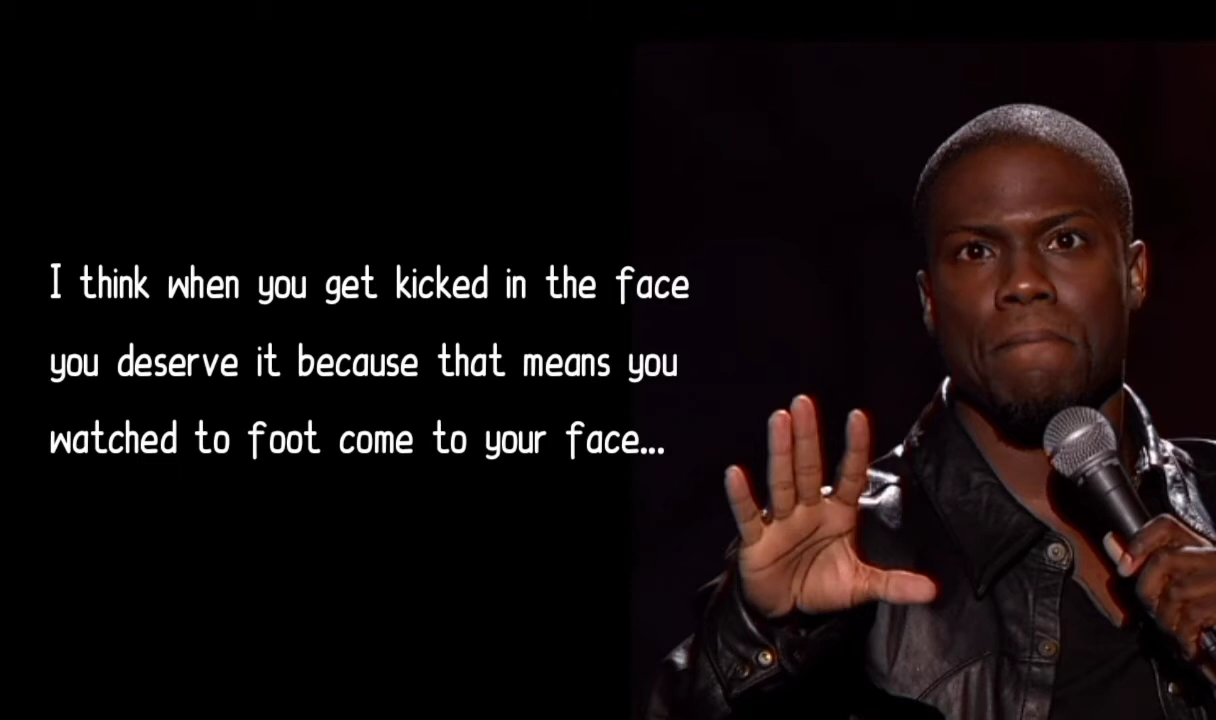 I think when you get kicked in the face
you deserve it because that means you
watched to foot come to your face...